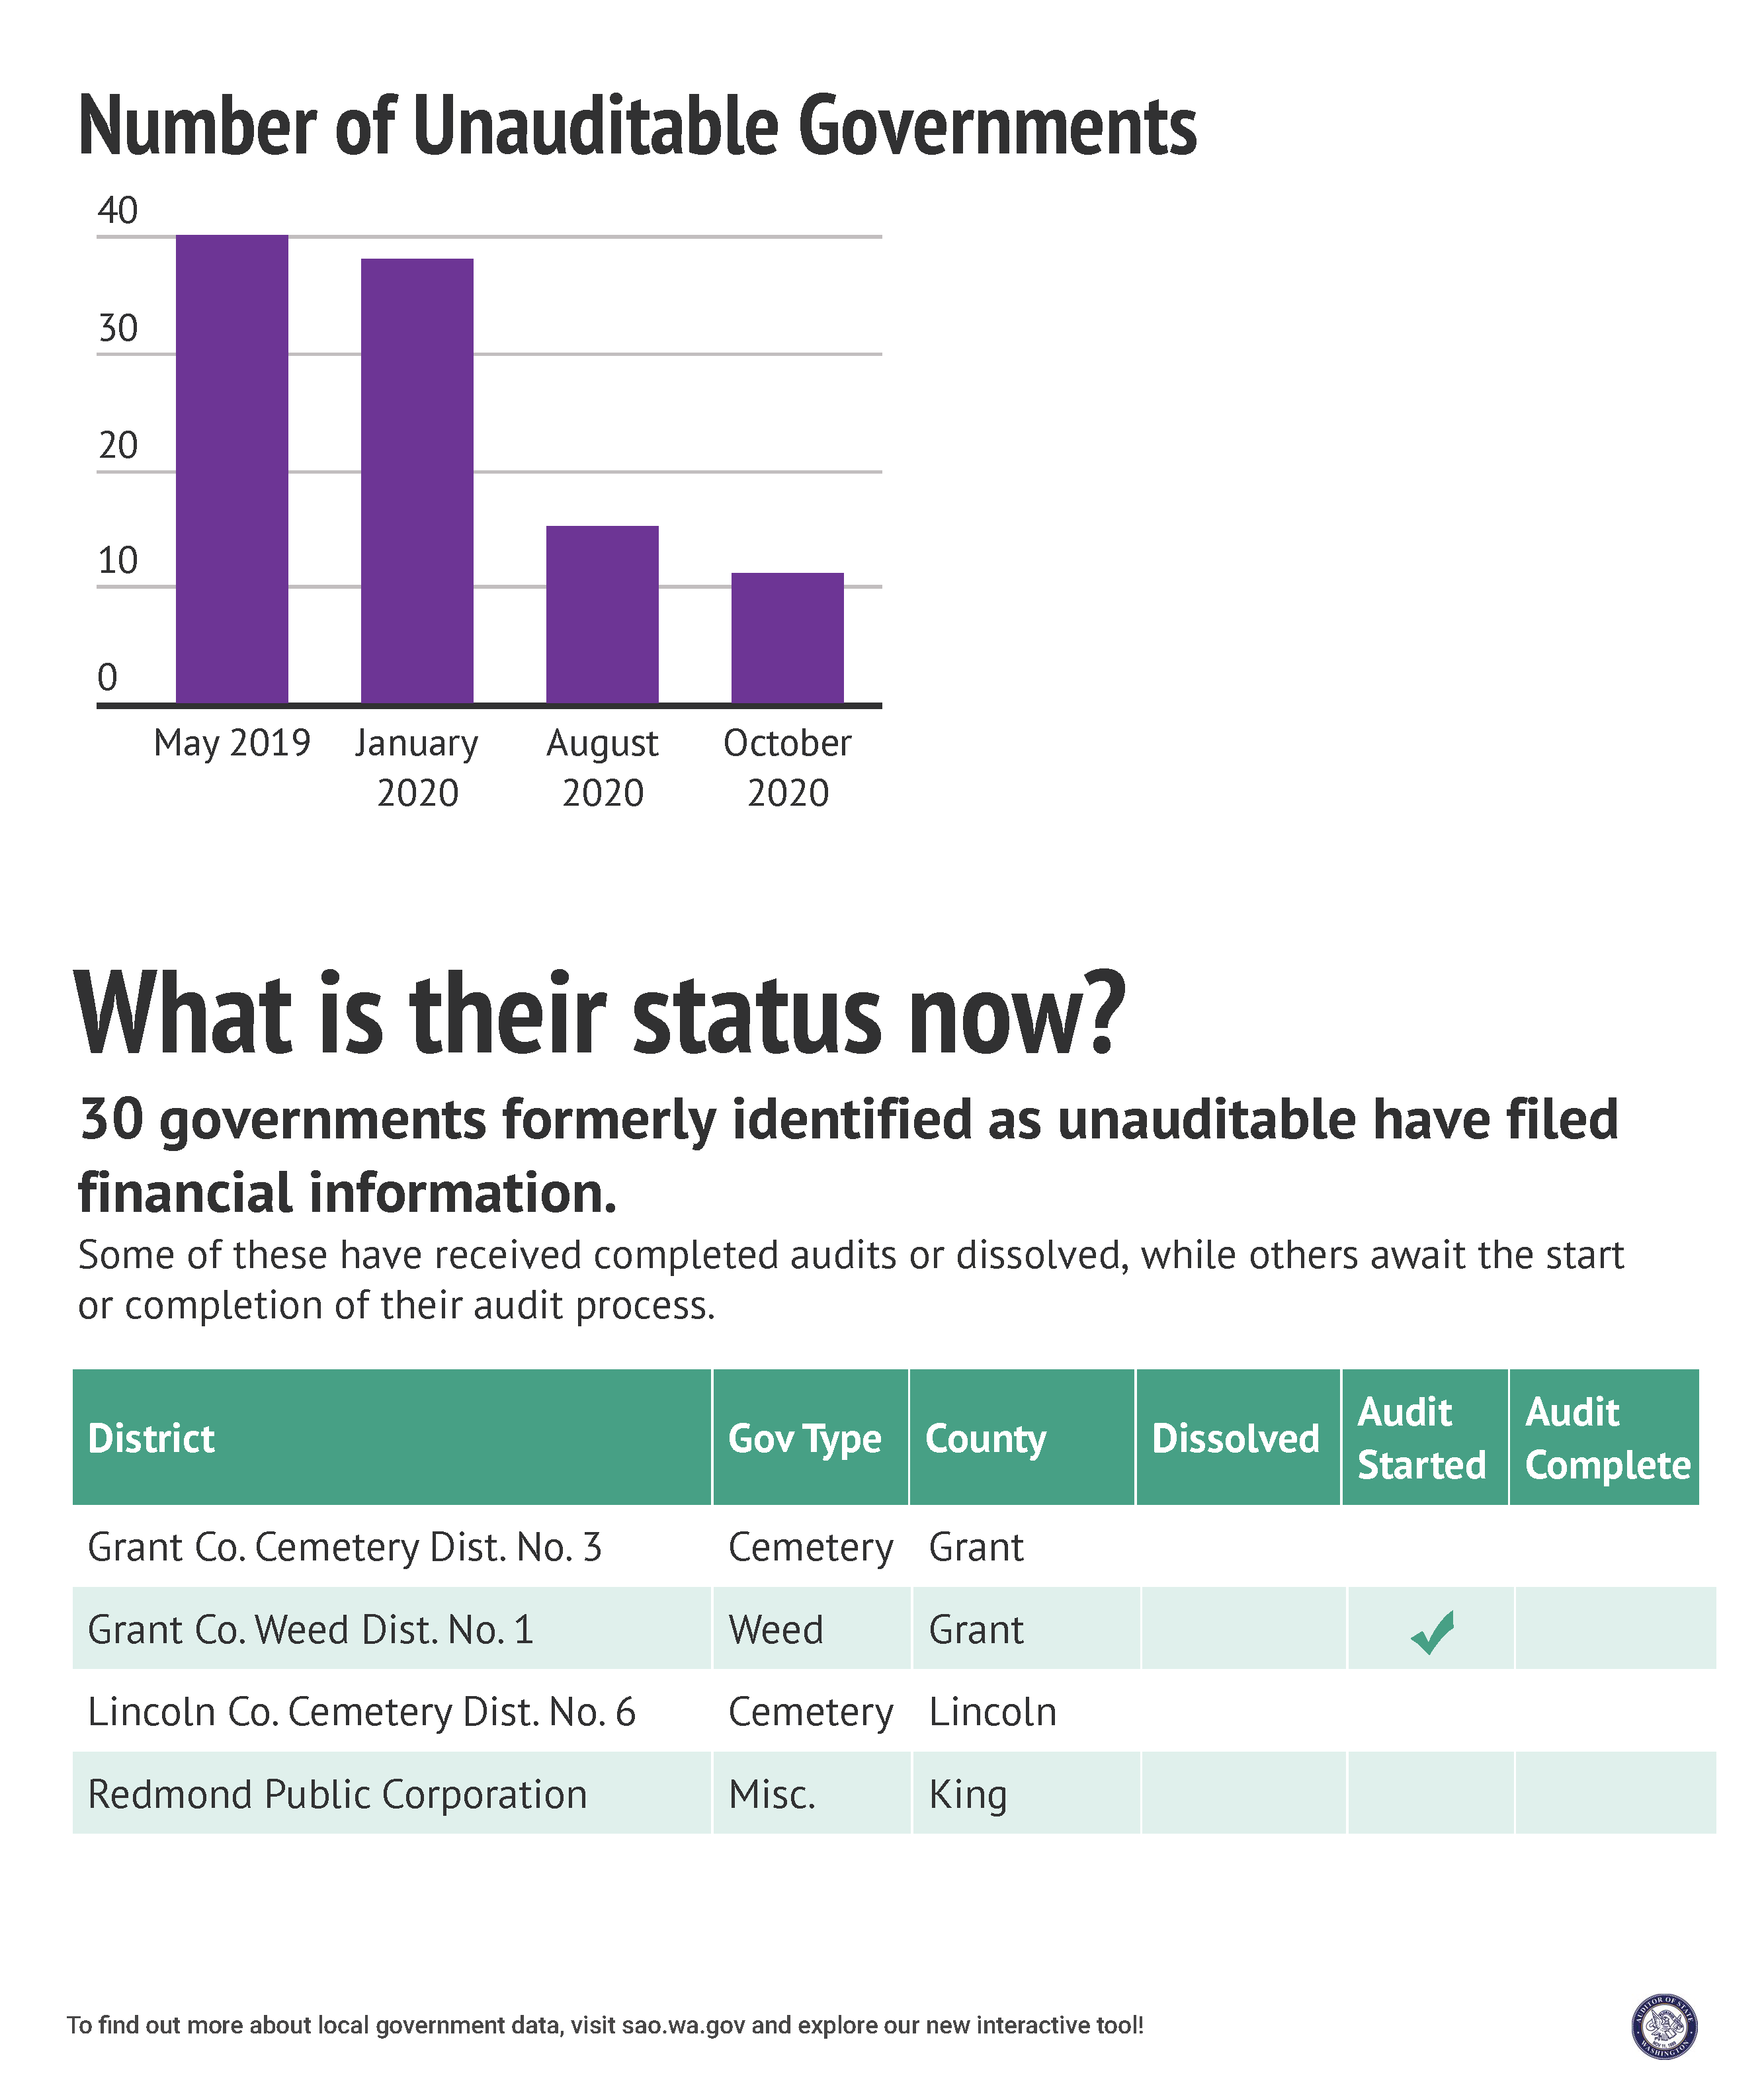 Number of Unauditable Governments
40
30
20
10
0
May 2019
January
2020
August
2020
October
2020
What is their status now?
30 governments formerly identified as unauditable have filed
financial information.
Some of these have received completed audits or dissolved, while others await the start
or completion of their audit process.
District Gov Type County Dissolved Audit Started Audit Complete
Grant Co. Cemetery Dist. No. 3 Cemetery Grant
Grant Co. Weed Dist. No. 1 Weed Grant ✓
Lincoln Co. Cemetery Dist. No. 6 Cemetery Lincoln
Redmond Public Corporation Misc. King
To find out more about local government data, visit sao.wa.gov and explore our new interactive tool!
AUDITOR OF STATE
WASHINGTON